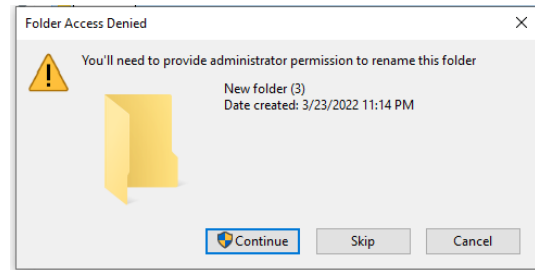 Folder Access Denied
You'll need to provide administrator permission to rename this folder
New folder (3)
Date created: 3/23/2022 11:14 PM
Continue
Skip
Cancel